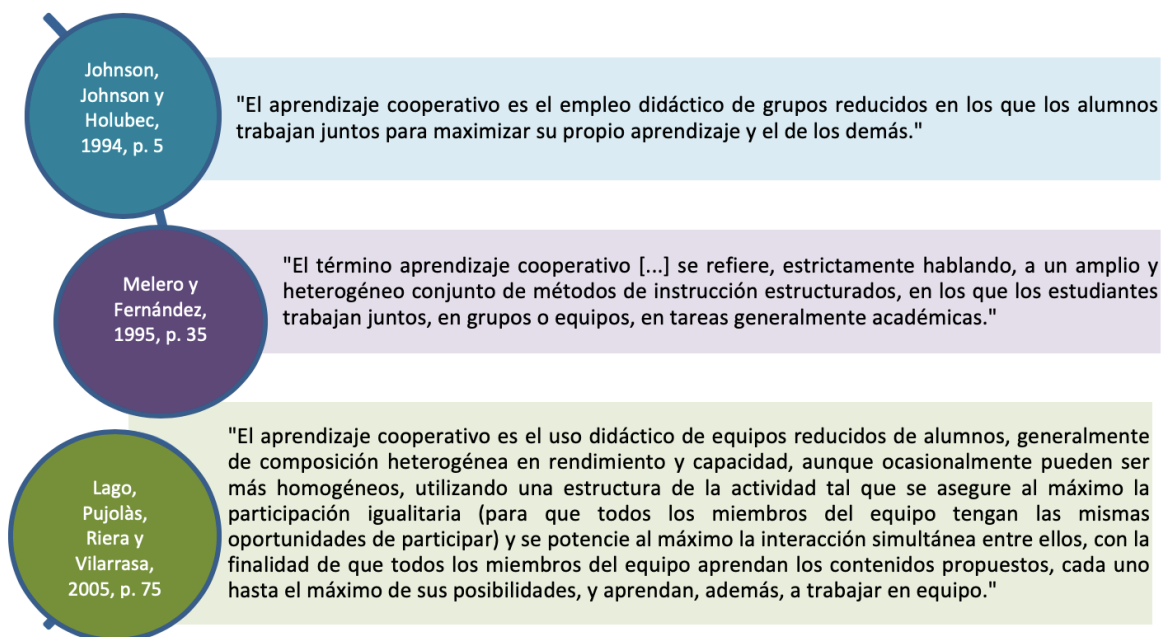 Johnson,
Johnson y
Holubec,
1994, p. 5
"El aprendizaje cooperativo es el empleo didáctico de grupos reducidos en los que los alumnos
trabajan juntos para maximizar su propio aprendizaje y el de los demás."
Melero y
Fernández,
1995, p. 35
"El término aprendizaje cooperativo [...] se refiere, estrictamente hablando, a un amplio y
heterogéneo conjunto de métodos de instrucción estructurados, en los que los estudiantes
trabajan juntos, en grupos o equipos, en tareas generalmente académicas."
Lago,
Pujolàs,
Riera y
Vilarrasa,
2005, p. 75
"El aprendizaje cooperativo es el uso didáctico de equipos reducidos de alumnos, generalmente
de composición heterogénea en rendimiento y capacidad, aunque ocasionalmente pueden ser
más homogéneos, utilizando una estructura de la actividad tal que se asegure al máximo la
participación igualitaria (para que todos los miembros del equipo tengan las mismas
oportunidades de participar) y se potencie al máximo la interacción simultánea entre ellos, con la
finalidad de que todos los miembros del equipo aprendan los contenidos propuestos, cada uno
hasta el máximo de sus posibilidades, y aprendan, además, a trabajar en equipo."